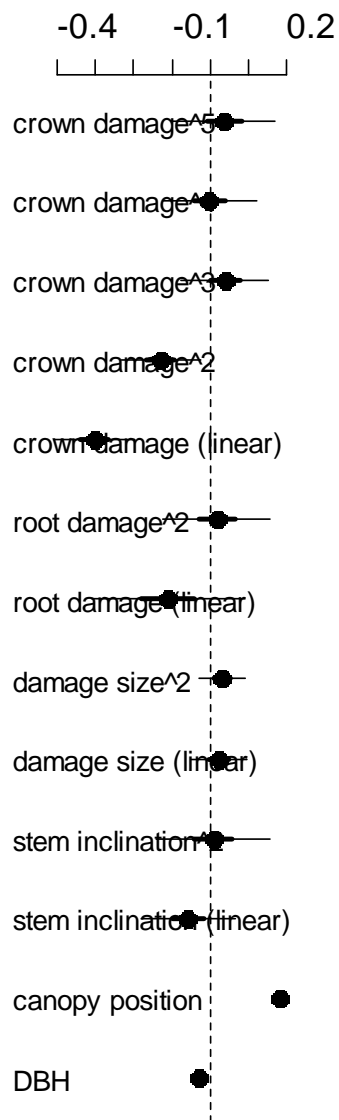 -0.4 -0.1 0.2
crown damage^5
crown damage^
crown damage^3
crown damage^2
crown damage (linear)
root damage^2
root damage (linear)
damage size^2
damage size (linear)
stem inclination^2
stem inclination (linear)
canopy position
DBH